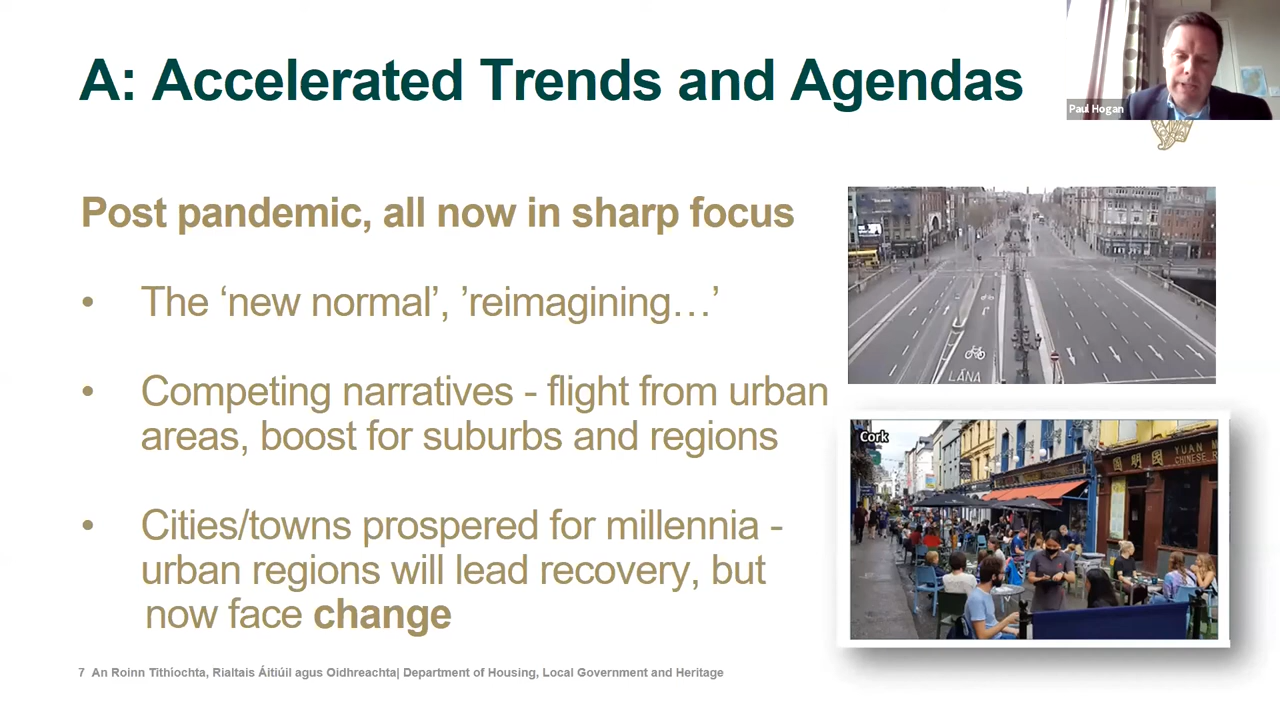 A: Accelerated Trends and Agendas
Paul Hogan
Post pandemic, all now in sharp focus
• The ‘new normal’, ’reimagining…’
• Competing narratives - flight from urban
areas, boost for suburbs and regions
• Cities/towns prospered for millennia -
urban regions will lead recovery, but
now face change
LÁNA
Cork
YUAN M
圓明園
CHINESE R
7 An Roinn Tithíochta, Rialtais Áitiúil agus Oidhreachta| Department of Housing, Local Government and Heritage